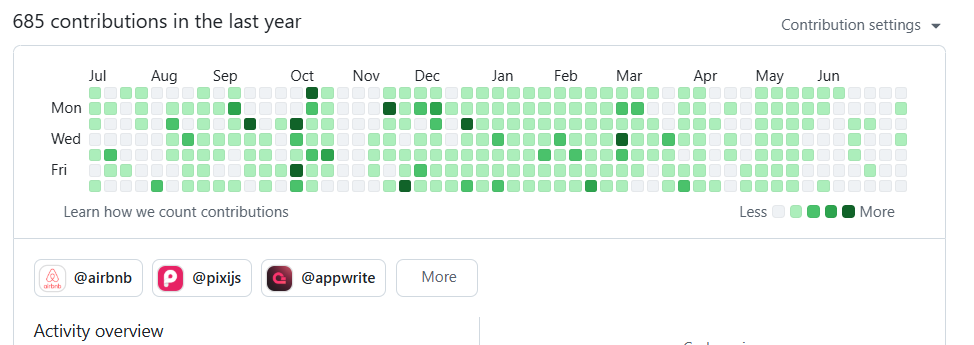 685 contributions in the last year
Contribution settings
Jul Aug Sep Oct Nov Dec Jan Feb Mar Apr May Jun
Mon
Wed
Fri
Learn how we count contributions
Less More
airbnb @airbnb @pixijs @appwrite More
Activity overview